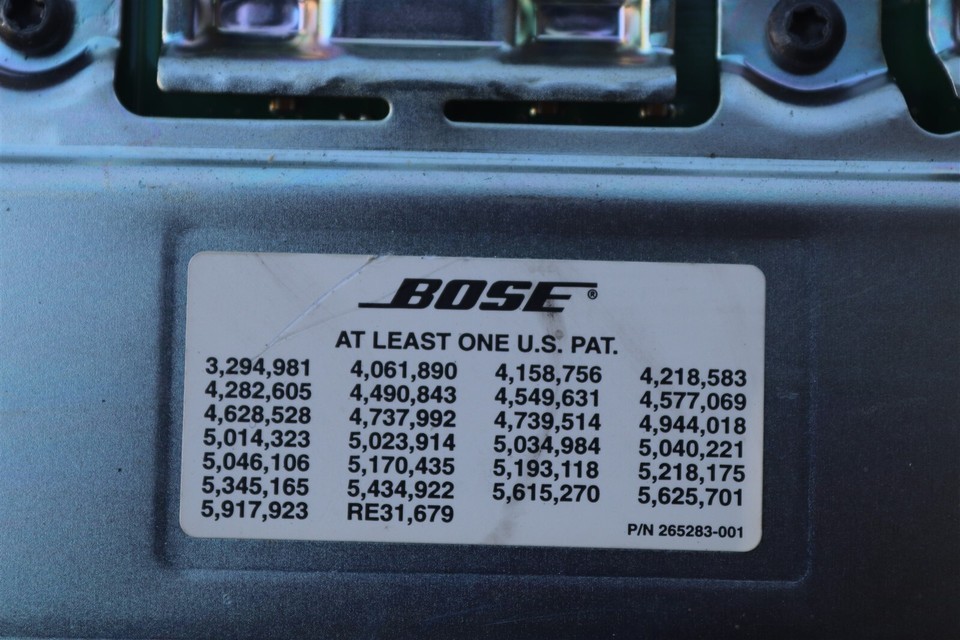 BOSE®
AT LEAST ONE U.S. PAT.
3,294,981 4,061,890 4,158,756 4,218,583
4,282,605 4,490,843 4,549,631 4,577,069
4,628,528 4,737,992 4,739,514 4,944,018
5,014,323 5,023,914 5,034,984 5,040,221
5,046,106 5,170,435 5,193,118 5,218,175
5,345,165 5,434,922 5,615,270 5,625,701
5,917,923 RE31,679
P/N 265283-001